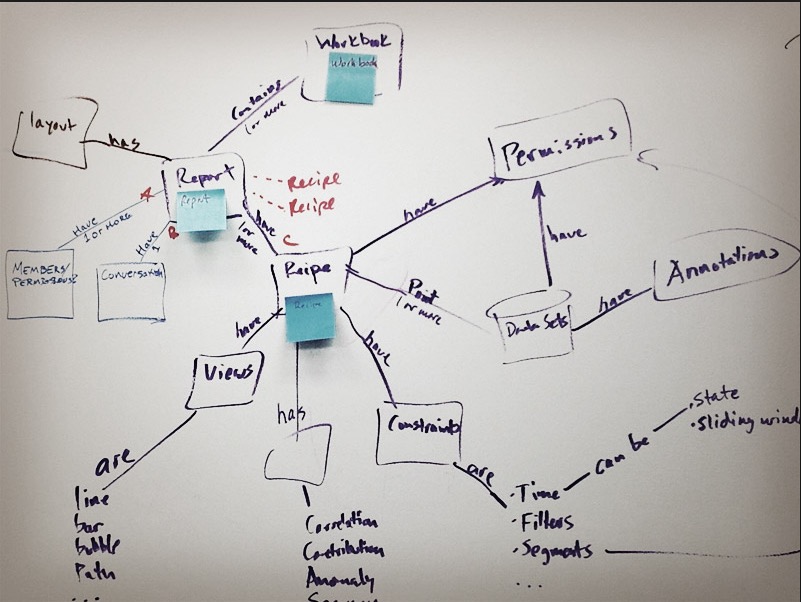 Workbook
Workbook
Contains
1 or more
layout
has
Report
Report
Recipe
Recipe
A
B
C
Have
1 or more
Have
1
have
1 or
more
MEMBERS/
PERMISSIONS?
Conversation
Reipe
Recipe
have
Permissions
have
Point
1 or more
Data Sets
have
Annotations
have
Views
has
have
Constraints
are
line
bar
bubble
Path
...
Correlation
Contribution
Anomaly
are
·Time
·Filters
·Segments
...
can be
·state
·sliding wind